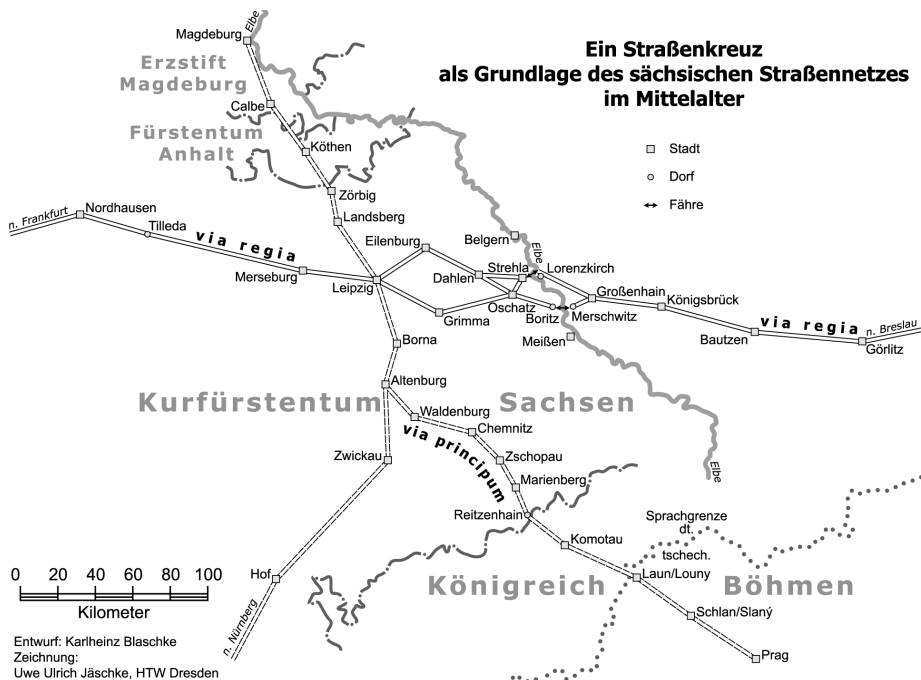 Ein Straßenkreuz
als Grundlage des sächsischen Straßennetzes
im Mittelalter
Stadt
Dorf
Fähre
Elbe
Magdeburg
Erzstift
Magdeburg
Calbe
Fürstentum
Anhalt
Köthen
Zörbig
Landsberg
n. Frankfurt
Nordhausen
Tilleda
via regia
Merseburg
Leipzig
Eilenburg
Belgern
Elbe
Strehla
Lorenzkirch
Dahlen
Oschatz
Boritz
Merschwitz
Großenhain
Königsbrück
Grimma
Meißen
Bautzen
via regia
n. Breslau
Görlitz
Borna
Altenburg
Kurfürstentum
Sachsen
Waldenburg
Chemnitz
via principum
Zwickau
Zschopau
Marienberg
Elbe
Reitzenhain
Sprachgrenze
dt.
tschech.
Komotau
Laun/Louny
Königreich
Böhmen
Hof
Schlan/Slaný
n. Nürnberg
Prag
0 20 40 60 80 100
Kilometer
Entwurf: Karlheinz Blaschke
Zeichnung:
Uwe Ulrich Jäschke, HTW Dresden